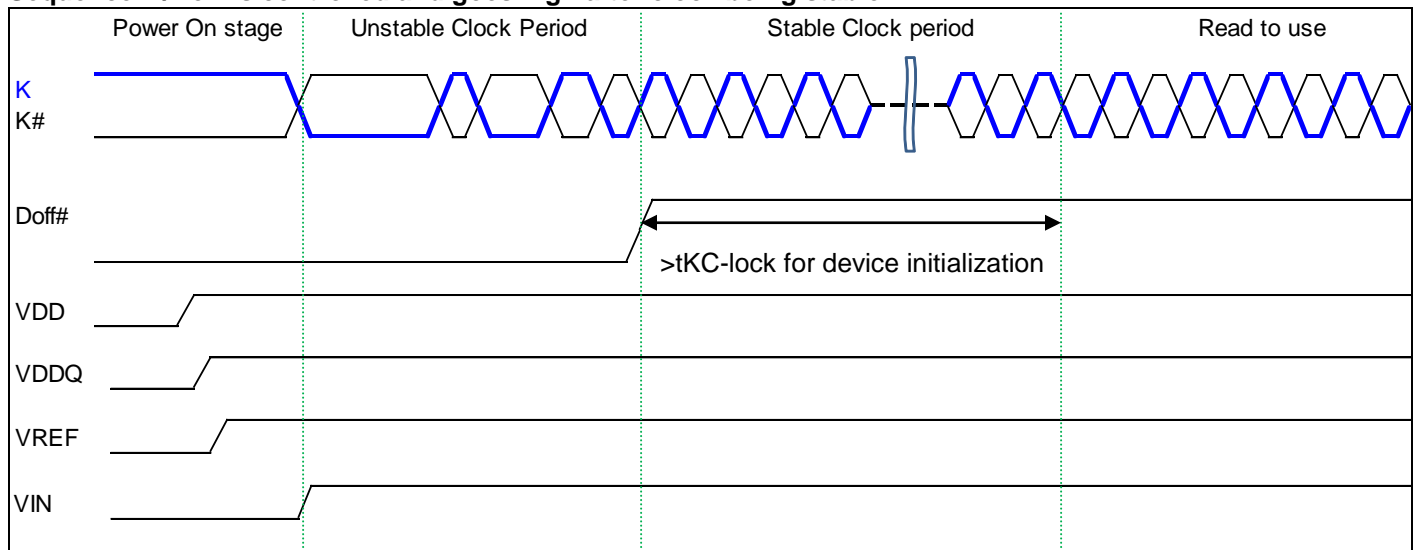 Power On stage Unstable Clock Period Stable Clock period Read to use
K
K#
Doff#
>tKC-lock for device initialization
VDD
VDDQ
VREF
VIN